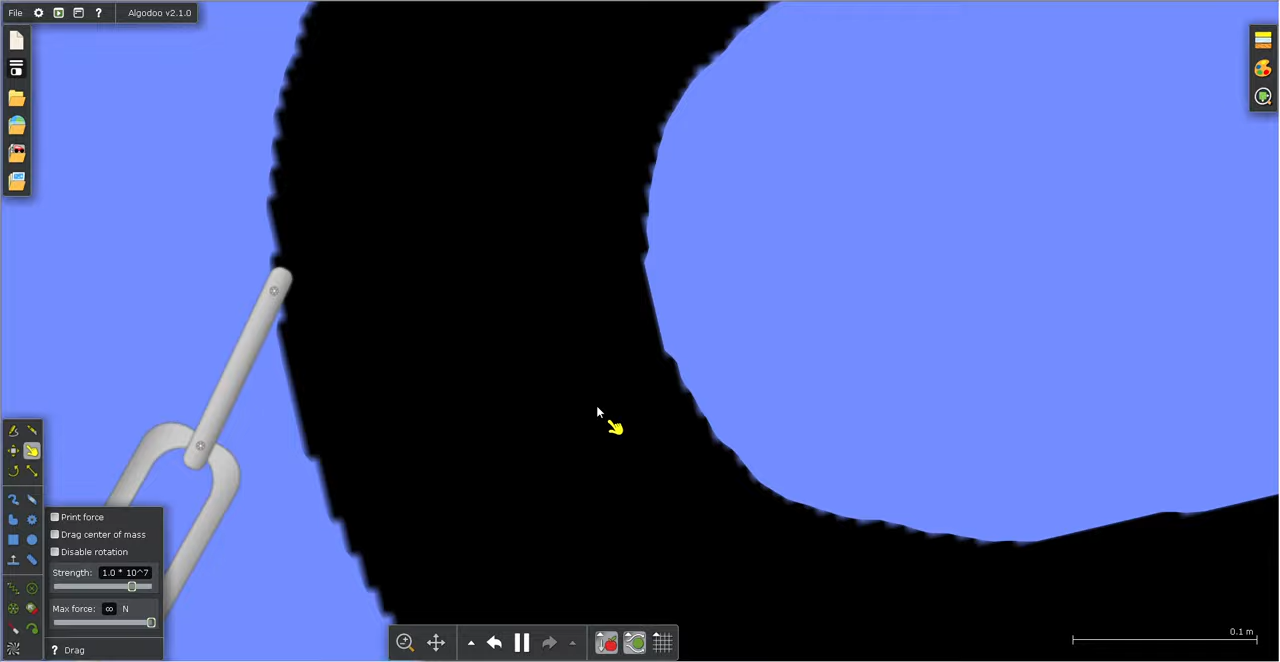 File ? Algodoo v2.1.0
Print force
Drag center of mass
Disable rotation
Strength: 1.0 * 10^7
Max force: ∞ N
? Drag
0.1 m